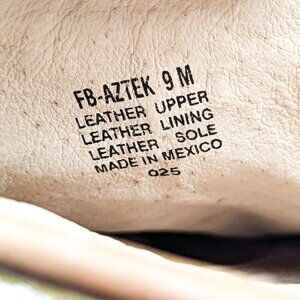 FB-AZTEK 9 M
LEATHER UPPER
LEATHER LINING
LEATHER SOLE
MADE IN MEXICO
025